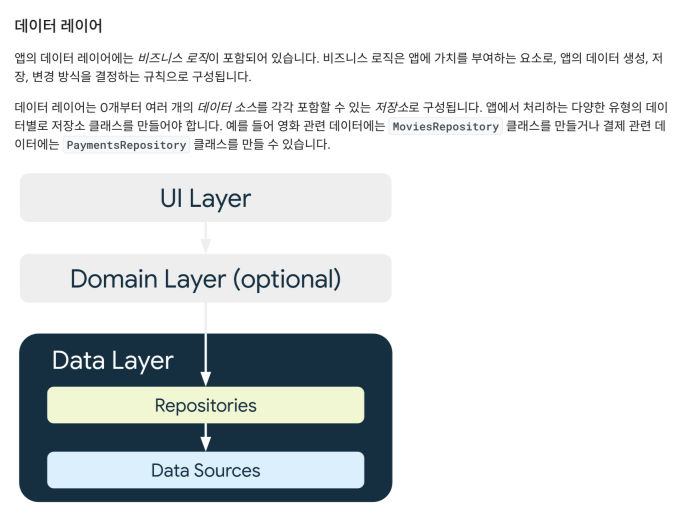 데이터 레이어
앱의 데이터 레이어에는 비즈니스 로직이 포함되어 있습니다. 비즈니스 로직은 앱에 가치를 부여하는 요소로, 앱의 데이터 생성, 저
장, 변경 방식을 결정하는 규칙으로 구성됩니다.
데이터 레이어는 0개부터 여러 개의 데이터 소스를 각각 포함할 수 있는 저장소로 구성됩니다. 앱에서 처리하는 다양한 유형의 데이
터별로 저장소 클래스를 만들어야 합니다. 예를 들어 영화 관련 데이터에는 MoviesRepository 클래스를 만들거나 결제 관련 데
이터에는 PaymentsRepository 클래스를 만들 수 있습니다.
UI Layer
Domain Layer (optional)
Data Layer
Repositories
Data Sources